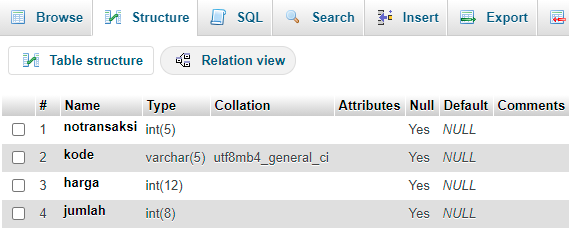 Browse Structure SQL Search Insert Export
Table structure Relation view
# Name Type Collation Attributes Null Default Comments
1 notransaksi int(5) Yes NULL
2 kode varchar(5) utf8mb4_general_ci Yes NULL
3 harga int(12) Yes NULL
4 jumlah int(8) Yes NULL